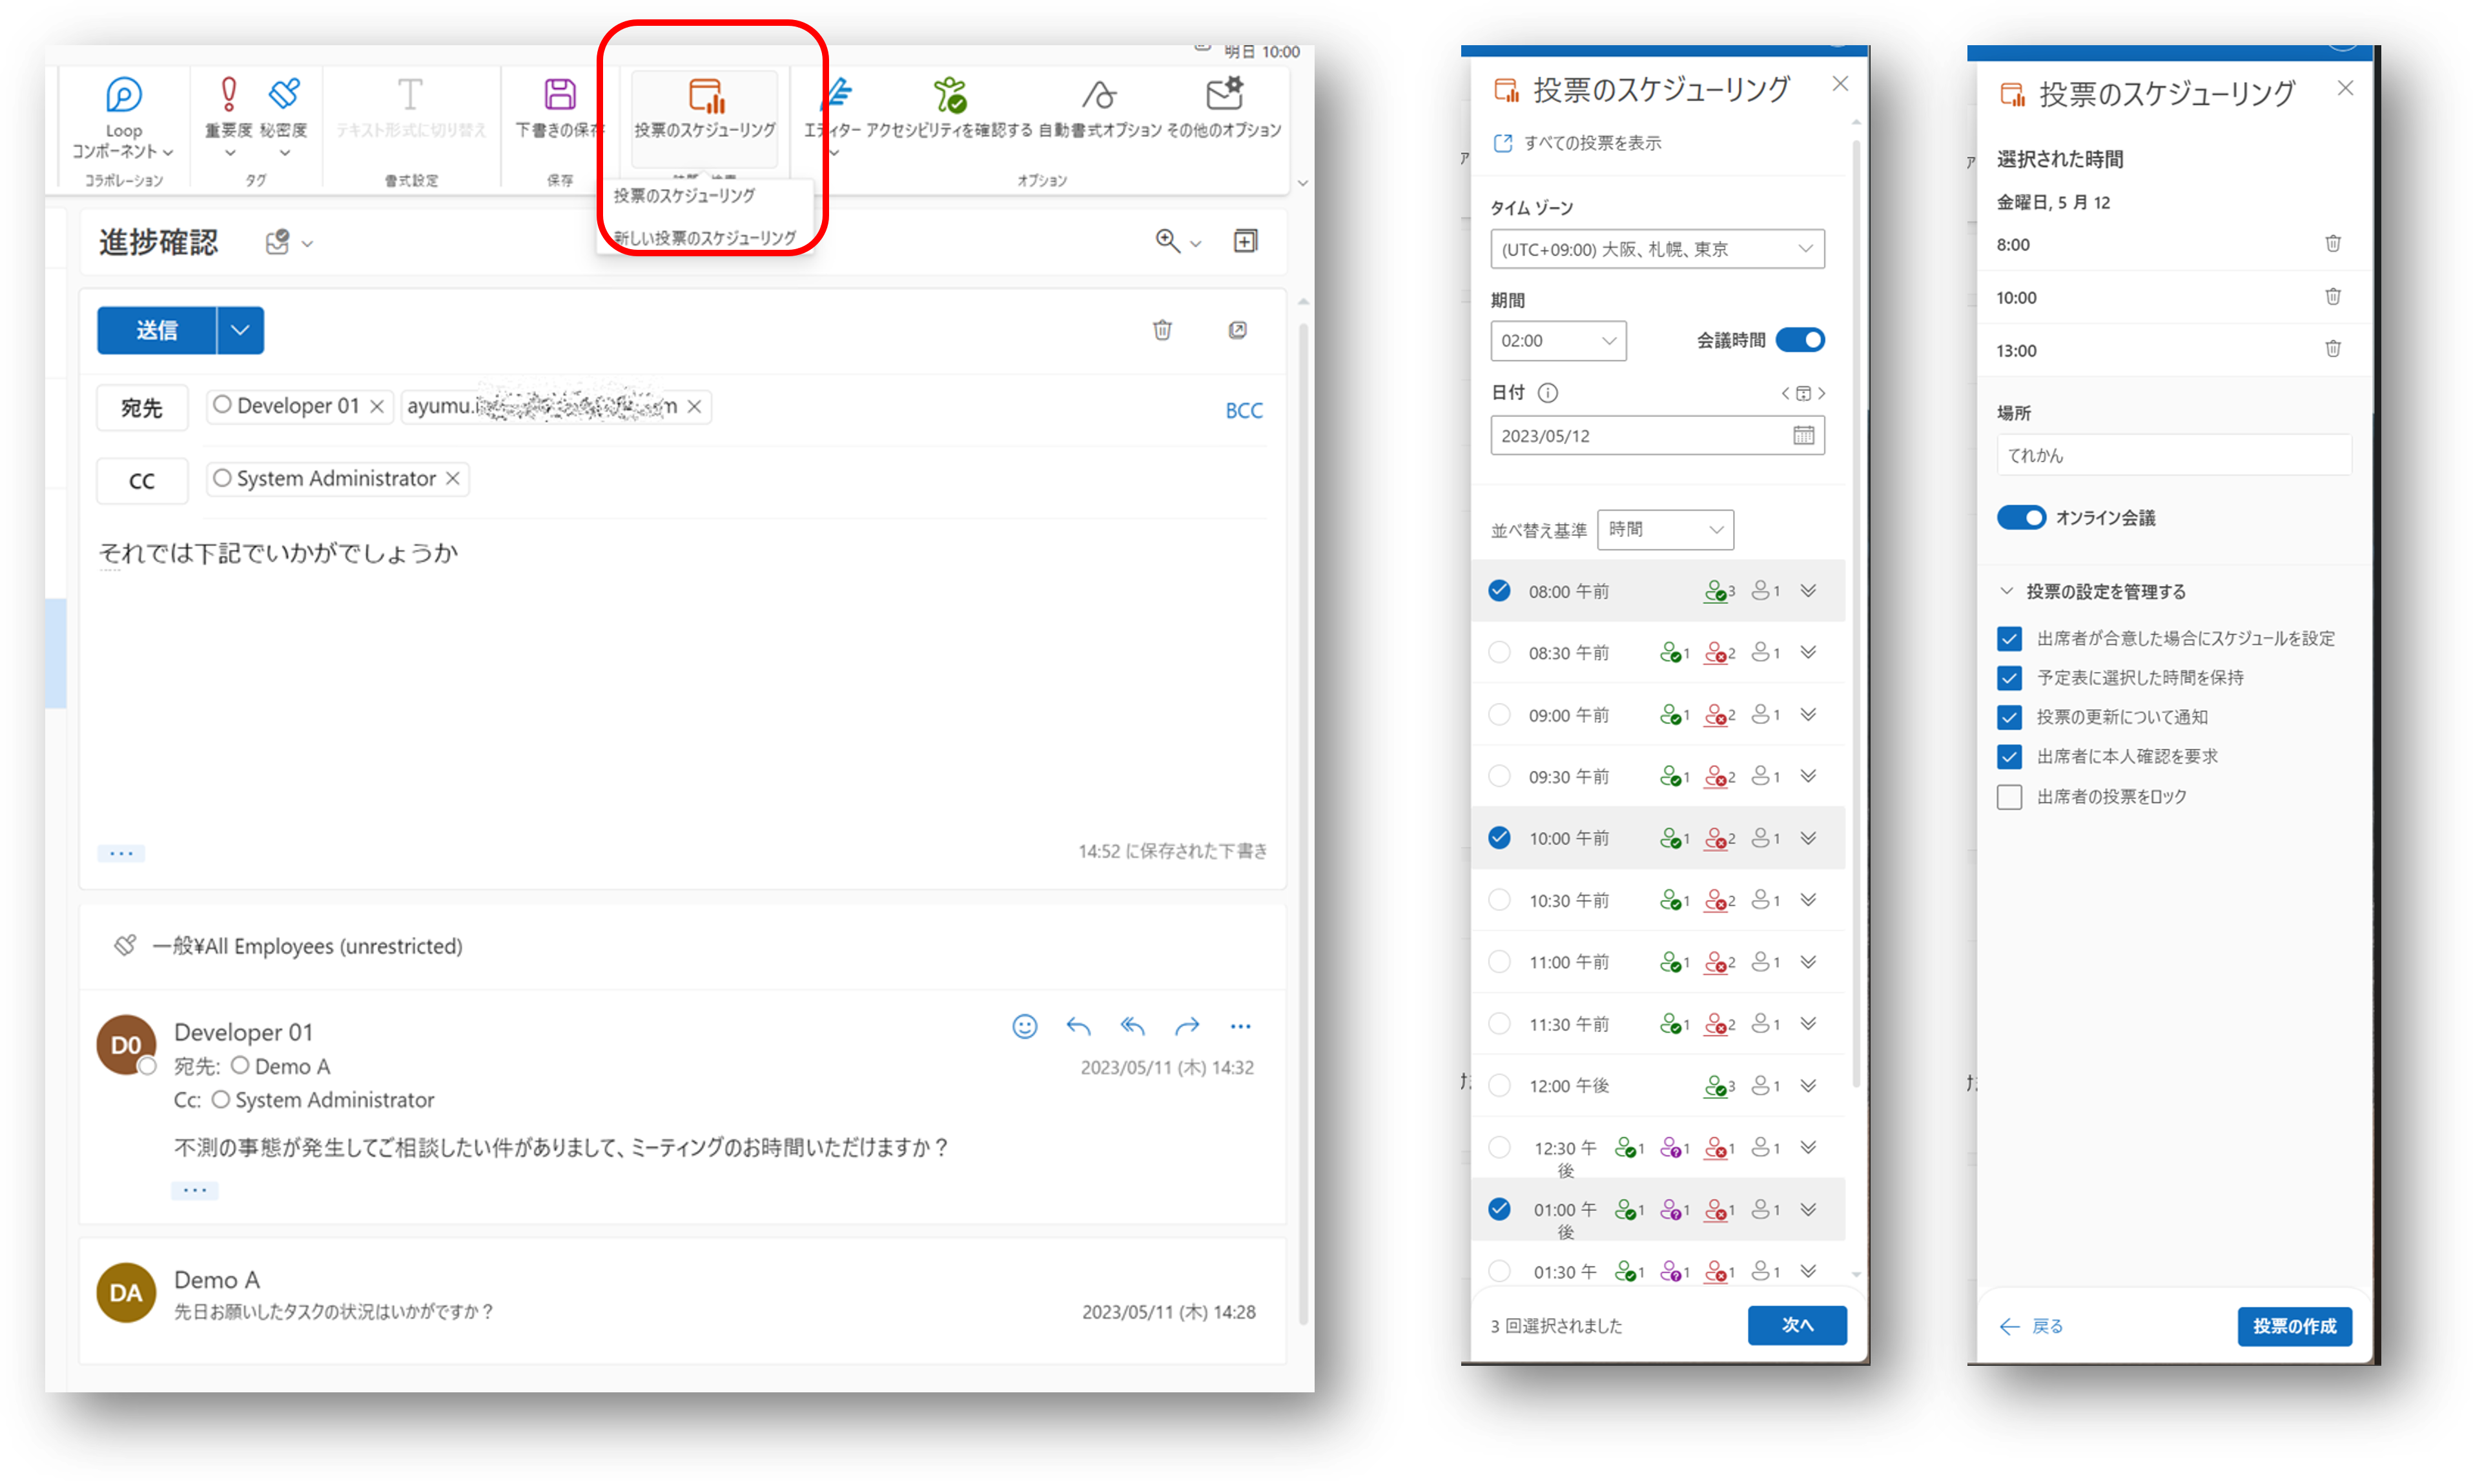 明日 10:00
Loop
コンポーネント
重要度 秘密度
テキスト形式に切り替え
下書きの保存
投票のスケジューリング
エディター アクセシビリティを確認する 自動書式オプション その他のオプション
コラボレーション
タグ
書式設定
保存
オプション
投票のスケジューリング
新しい投票のスケジューリング
進捗確認
送信
宛先
Developer 01
ayumu.
BCC
CC
System Administrator
それでは下記でいかがでしょうか
14:52 に保存された下書き
一般¥All Employees (unrestricted)
D0
Developer 01
宛先: Demo A
2023/05/11 (木) 14:32
Cc: System Administrator
不測の事態が発生してご相談したい件がありまして、ミーティングのお時間いただけますか？
DA
Demo A
先日お願いしたタスクの状況はいかがですか？
2023/05/11 (木) 14:28
投票のスケジューリング
すべての投票を表示
タイム ゾーン
(UTC+09:00) 大阪、札幌、東京
期間
02:00
会議時間
日付
2023/05/12
並べ替え基準 時間
08:00 午前 3 1
08:30 午前 1 2 1
09:00 午前 1 2 1
09:30 午前 1 2 1
10:00 午前 1 2 1
10:30 午前 1 2 1
11:00 午前 1 2 1
11:30 午前 1 2 1
12:00 午後 3 1
12:30 午後 1 1 1 1
01:00 午後 1 1 1 1
01:30 午 1 1 1 1
3 回選択されました
次へ
投票のスケジューリング
選択された時間
金曜日, 5 月 12
8:00
10:00
13:00
場所
てれかん
オンライン会議
投票の設定を管理する
出席者が合意した場合にスケジュールを設定
予定表に選択した時間を保持
投票の更新について通知
出席者に本人確認を要求
出席者の投票をロック
戻る
投票の作成